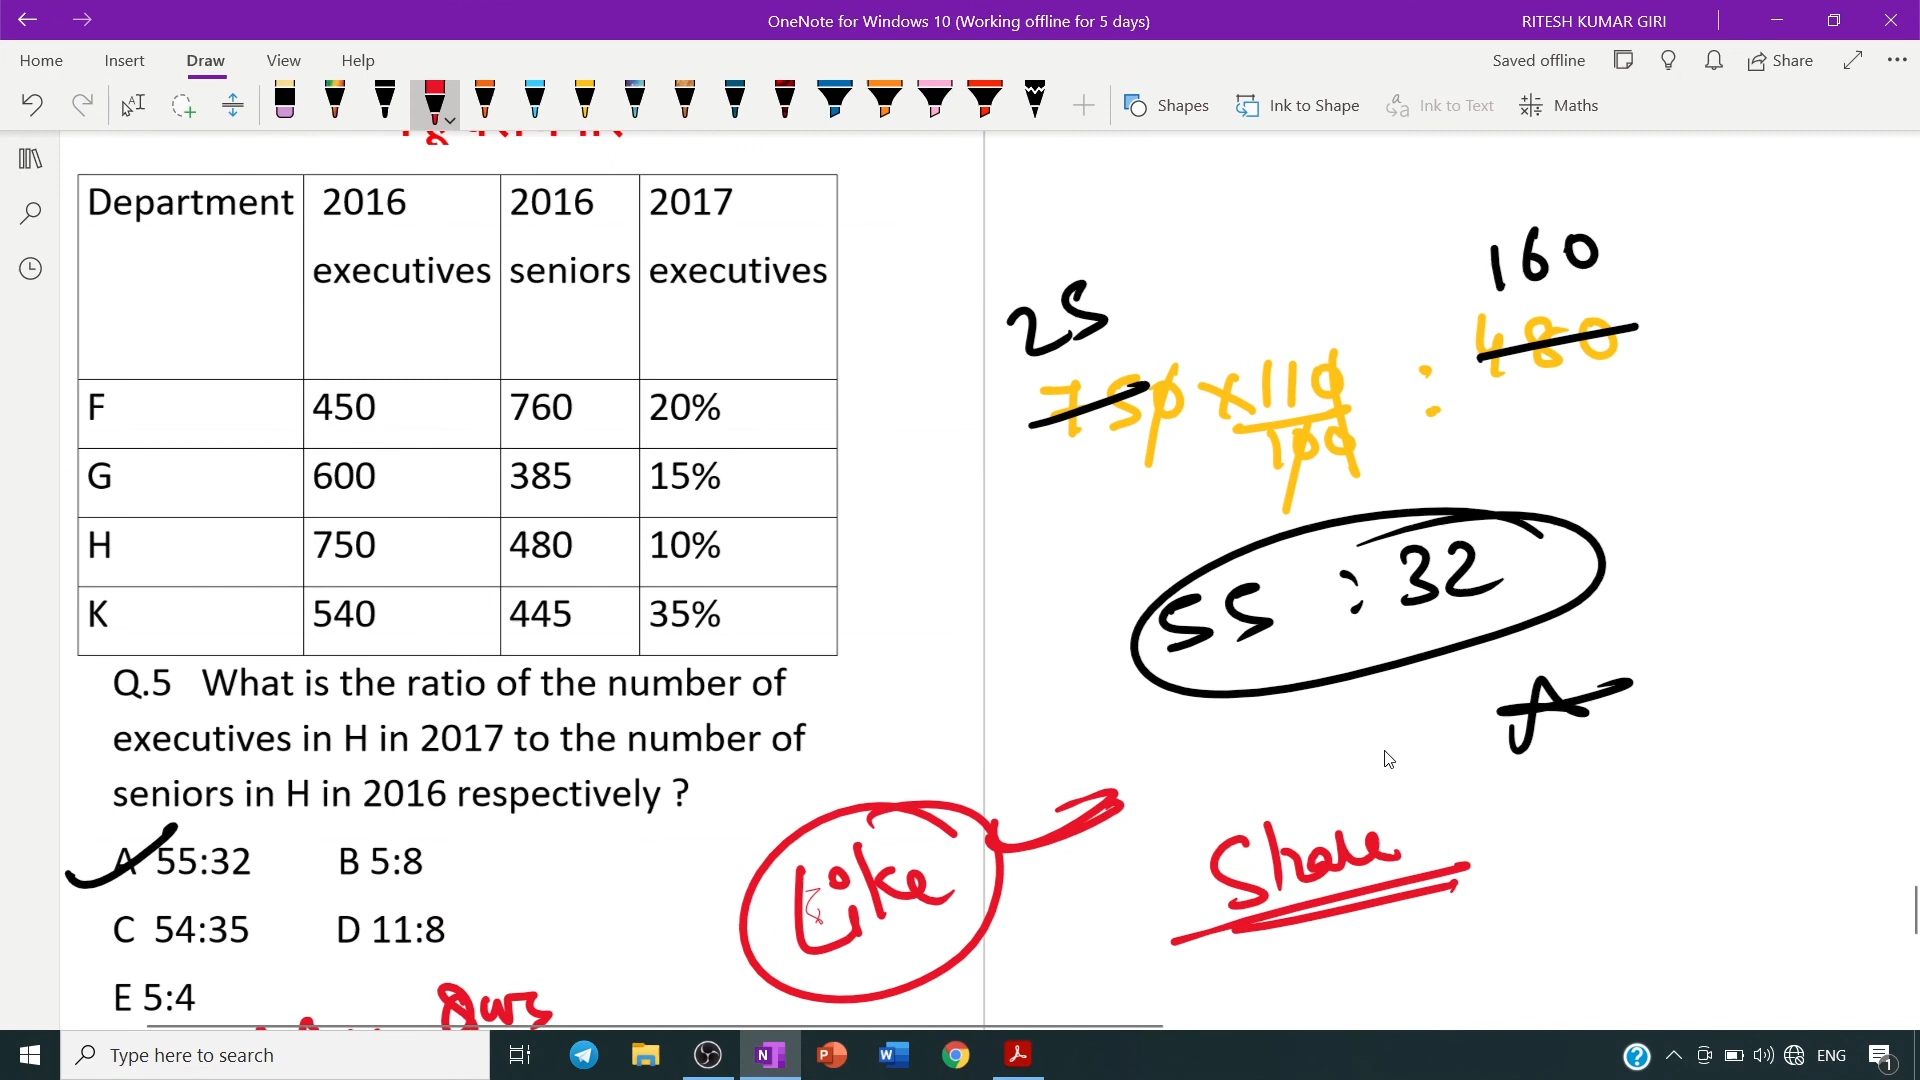 OneNote for Windows 10 (Working offline for 5 days)
RITESH KUMAR GIRI
Home Insert Draw View Help
Saved offline Share
Shapes Ink to Shape Ink to Text Maths
Department 2016 executives 2016 seniors 2017 executives
F 450 760 20%
G 600 385 15%
H 750 480 10%
K 540 445 35%
Q.5 What is the ratio of the number of
executives in H in 2017 to the number of
seniors in H in 2016 respectively ?
A 55:32 B 5:8
C 54:35 D 11:8
E 5:4
25 160
750 x 110/100 : 480
55 : 32
A
Like
Share
Type here to search
ENG
1